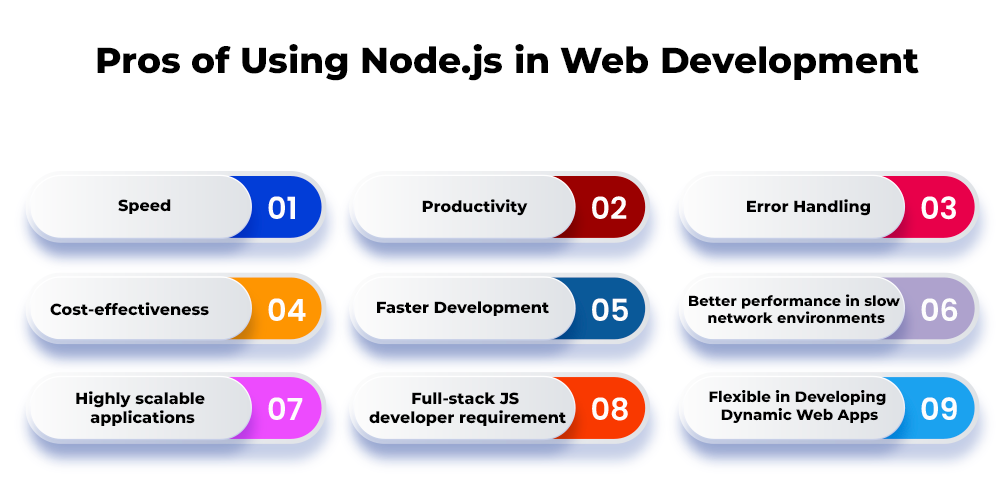 Pros of Using Node.js in Web Development
Speed 01
Productivity 02
Error Handling 03
Cost-effectiveness 04
Faster Development 05
Better performance in slow
network environments 06
Highly scalable
applications 07
Full-stack JS
developer requirement 08
Flexible in Developing
Dynamic Web Apps 09